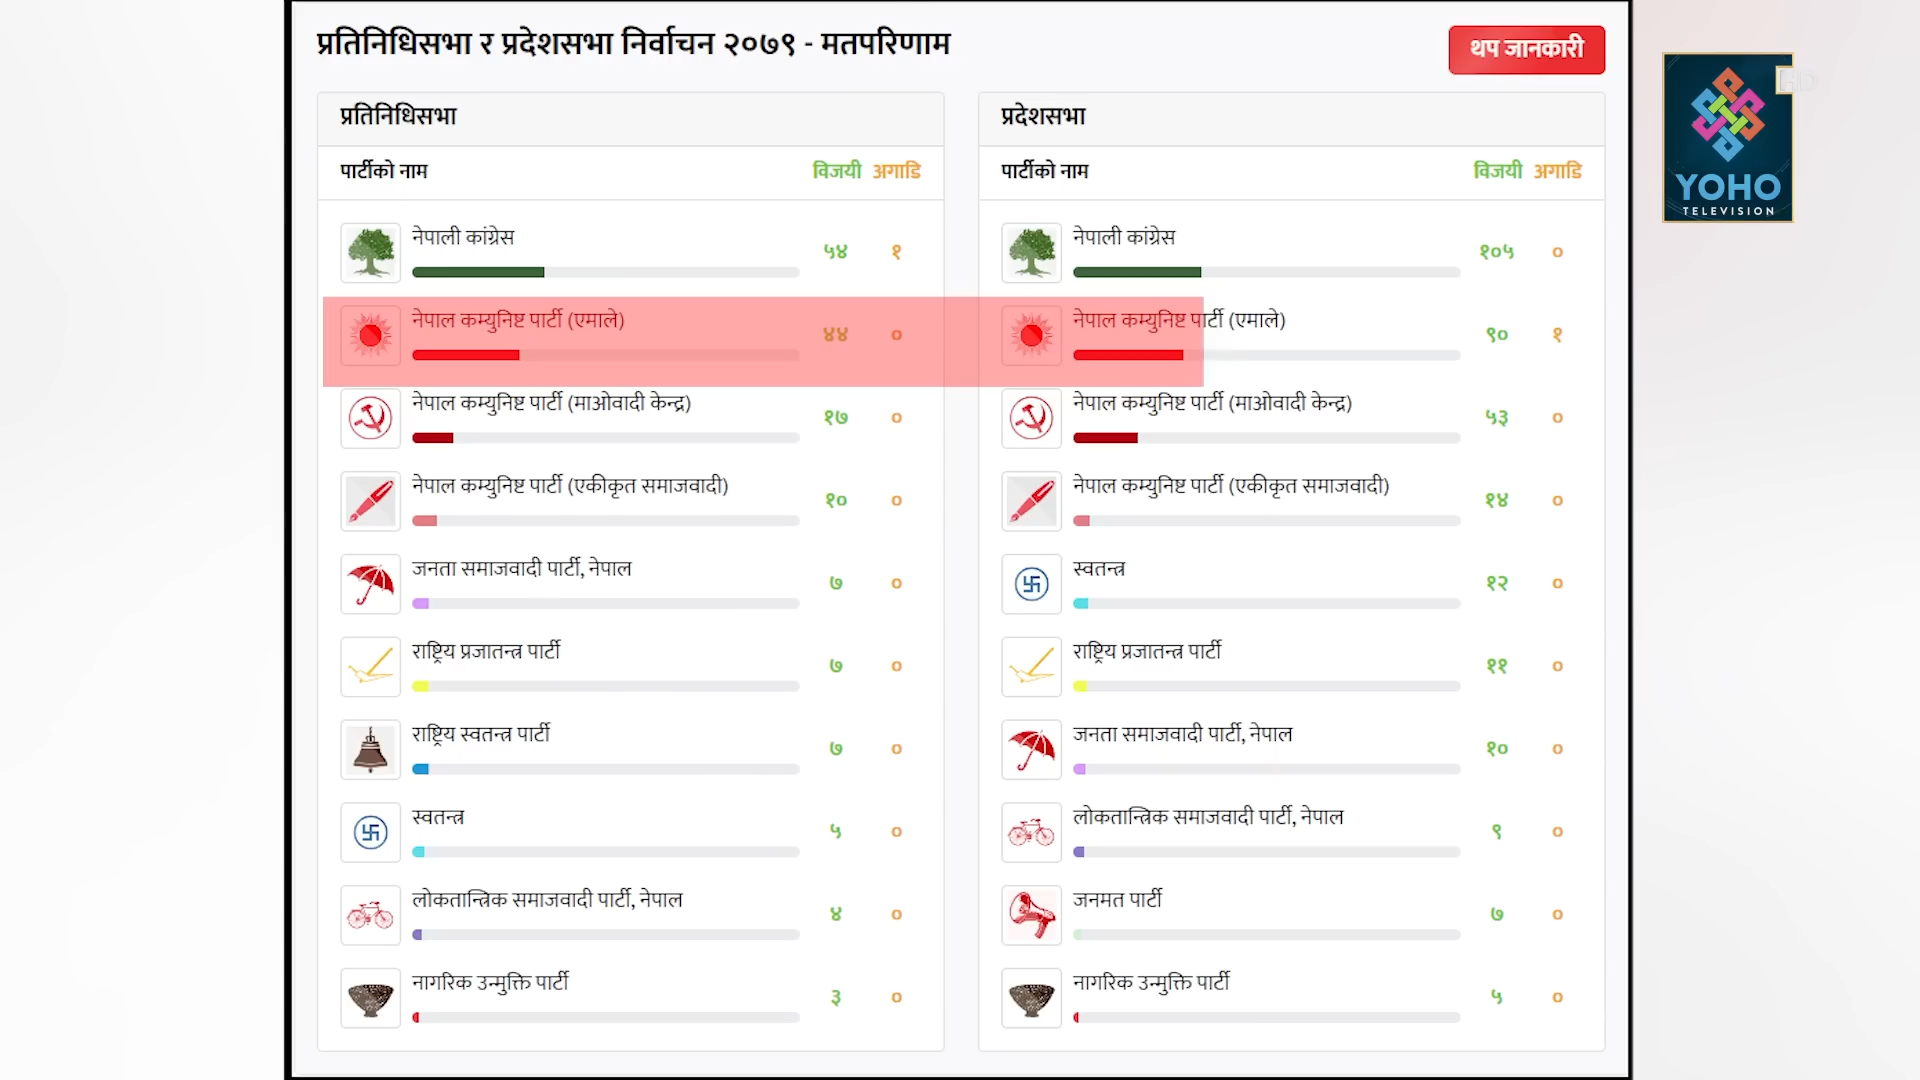 प्रतिनिधिसभा र प्रदेशसभा निर्वाचन २०७९ - मतपरिणाम
थप जानकारी
प्रतिनिधिसभा
पार्टीको नाम विजयी अगाडि
नेपाली कांग्रेस ५४ १
नेपाल कम्युनिष्ट पार्टी (एमाले) ४४ ०
नेपाल कम्युनिष्ट पार्टी (माओवादी केन्द्र) १७ ०
नेपाल कम्युनिष्ट पार्टी (एकीकृत समाजवादी) १० ०
जनता समाजवादी पार्टी, नेपाल ७ ०
राष्ट्रिय प्रजातन्त्र पार्टी ७ ०
राष्ट्रिय स्वतन्त्र पार्टी ७ ०
स्वतन्त्र ५ ०
लोकतान्त्रिक समाजवादी पार्टी, नेपाल ४ ०
नागरिक उन्मुक्ति पार्टी ३ ०
प्रदेशसभा
पार्टीको नाम विजयी अगाडि
नेपाली कांग्रेस १०५ ०
नेपाल कम्युनिष्ट पार्टी (एमाले) ९० १
नेपाल कम्युनिष्ट पार्टी (माओवादी केन्द्र) ५३ ०
नेपाल कम्युनिष्ट पार्टी (एकीकृत समाजवादी) १४ ०
स्वतन्त्र १२ ०
राष्ट्रिय प्रजातन्त्र पार्टी ११ ०
जनता समाजवादी पार्टी, नेपाल १० ०
लोकतान्त्रिक समाजवादी पार्टी, नेपाल ९ ०
जनमत पार्टी ७ ०
नागरिक उन्मुक्ति पार्टी ५ ०
HD
YOHO
TELEVISION